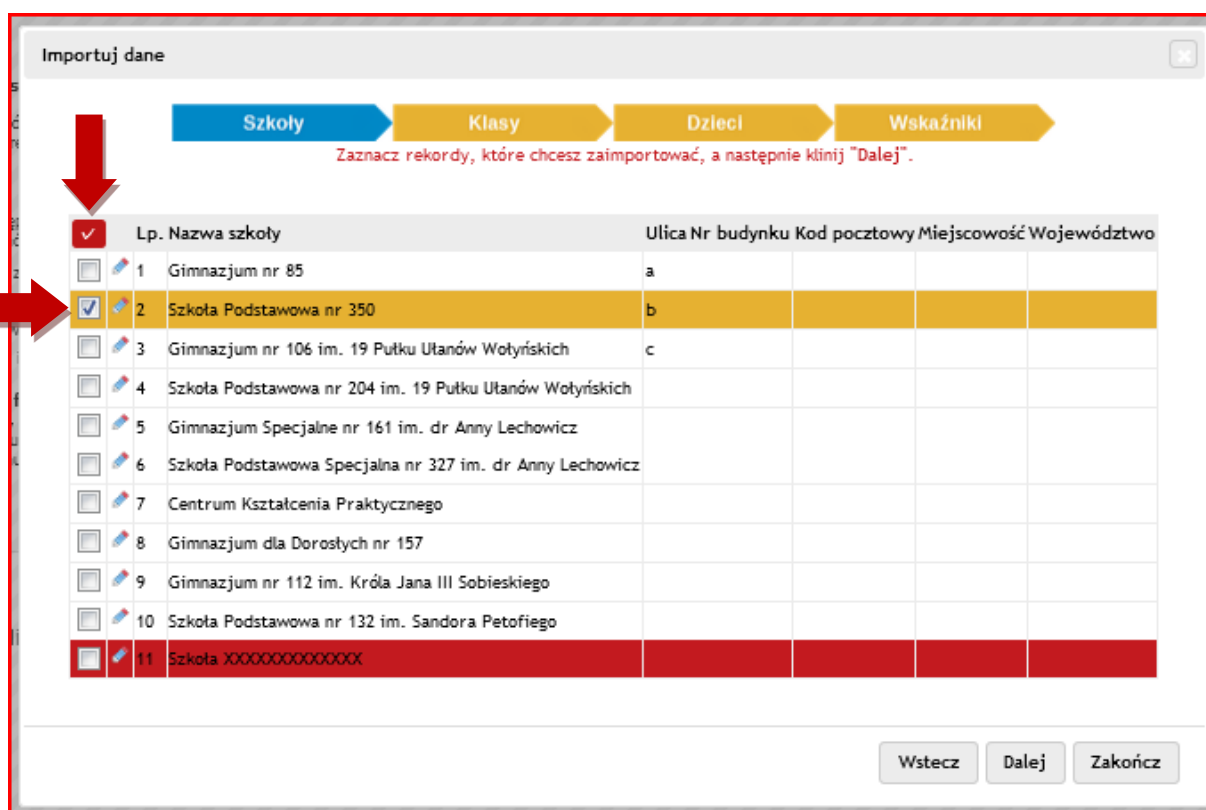 Importuj dane
Szkoły Klasy Dzieci Wskaźniki
Zaznacz rekordy, które chcesz zaimportować, a następnie klinij "Dalej".
Lp. Nazwa szkoły Ulica Nr budynku Kod pocztowy Miejscowość Województwo
1 Gimnazjum nr 85 a
2 Szkoła Podstawowa nr 350 b
3 Gimnazjum nr 106 im. 19 Pułku Ułanów Wołyńskich c
4 Szkoła Podstawowa nr 204 im. 19 Pułku Ułanów Wołyńskich
5 Gimnazjum Specjalne nr 161 im. dr Anny Lechowicz
6 Szkoła Podstawowa Specjalna nr 327 im. dr Anny Lechowicz
7 Centrum Kształcenia Praktycznego
8 Gimnazjum dla Dorosłych nr 157
9 Gimnazjum nr 112 im. Króla Jana III Sobieskiego
10 Szkoła Podstawowa nr 132 im. Sandora Petofiego
11 Szkoła XXXXXXXXXXXXX
Wstecz Dalej Zakończ